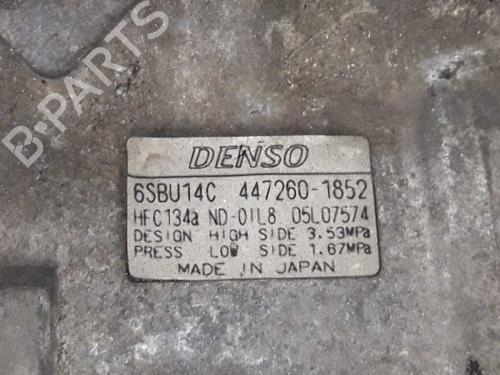 B-PARTS
DENSO
6SBU14C 447260-1852
HFC134a ND-OIL8 05L07574
DESIGN HIGH SIDE 3.53MPa
PRESS LOW SIDE 1.67MPa
MADE IN JAPAN